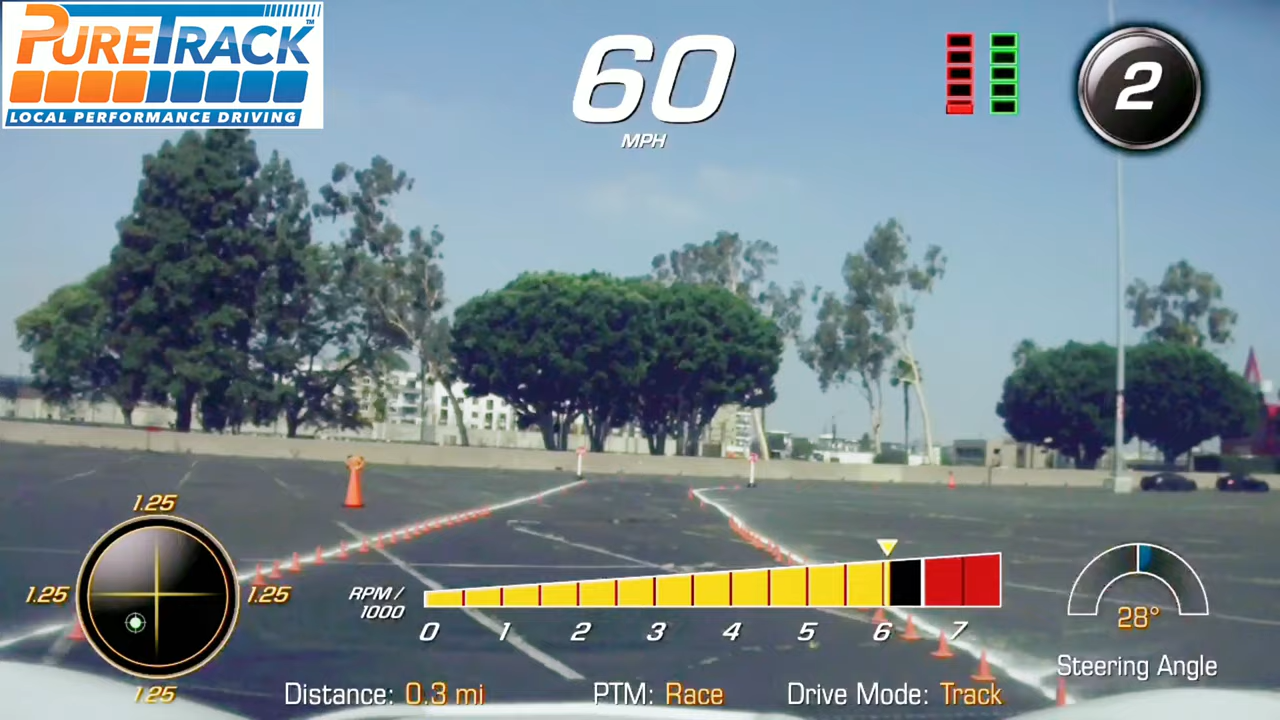 PURETRACK™
LOCAL PERFORMANCE DRIVING
60
MPH
2
1.25
1.25
1.25
1.25
RPM /
1000
0 1 2 3 4 5 6 7
28°
Steering Angle
Distance: 0.3 mi
PTM: Race
Drive Mode: Track